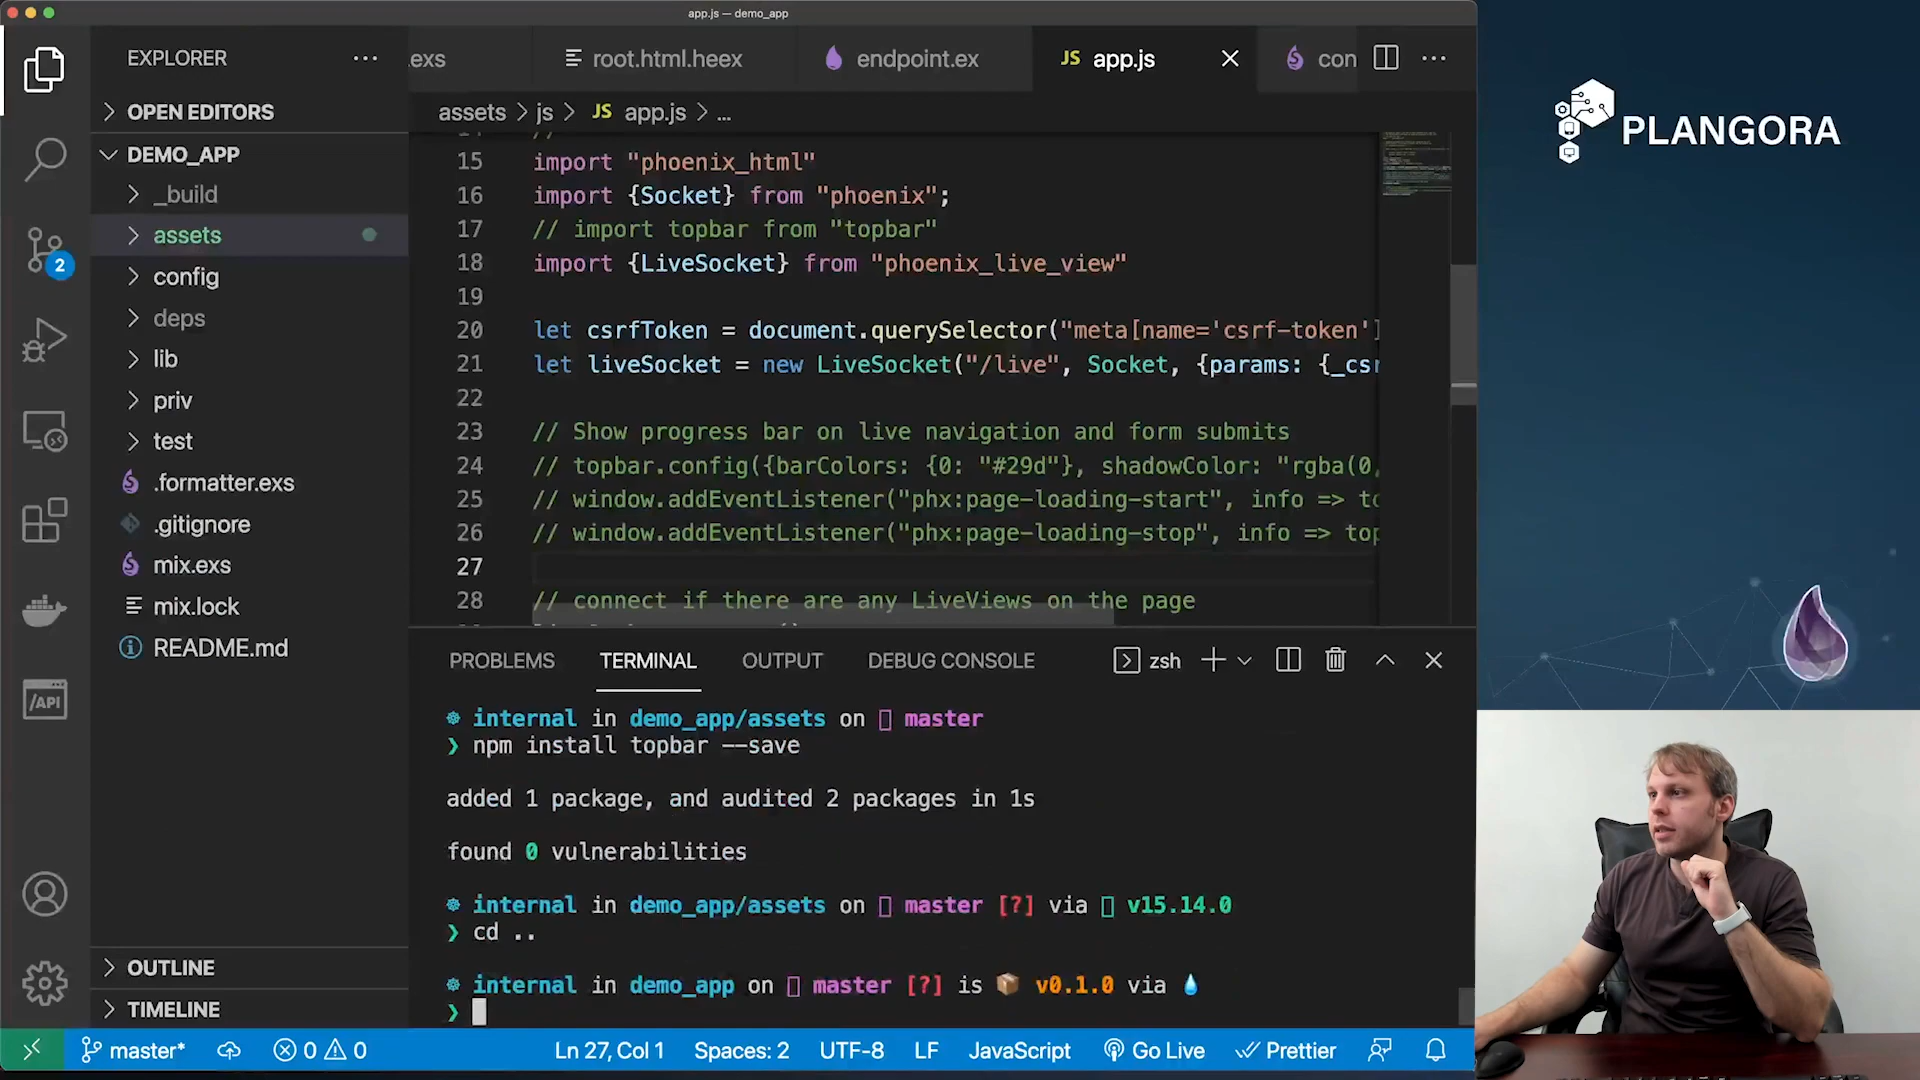 app.js — demo_app
EXPLORER
.exs
root.html.heex
endpoint.ex
JS app.js
con
OPEN EDITORS
assets > js > JS app.js > ...
DEMO_APP
_build
assets
config
deps
lib
priv
test
.formatter.exs
.gitignore
mix.exs
mix.lock
README.md
OUTLINE
TIMELINE
2
/API
15 import "phoenix_html"
16 import {Socket} from "phoenix";
17 // import topbar from "topbar"
18 import {LiveSocket} from "phoenix_live_view"
19
20 let csrfToken = document.querySelector("meta[name='csrf-token']
21 let liveSocket = new LiveSocket("/live", Socket, {params: {_csr
22
23 // Show progress bar on live navigation and form submits
24 // topbar.config({barColors: {0: "#29d"}, shadowColor: "rgba(0,
25 // window.addEventListener("phx:page-loading-start", info => to
26 // window.addEventListener("phx:page-loading-stop", info => top
27
28 // connect if there are any LiveViews on the page
PROBLEMS TERMINAL OUTPUT DEBUG CONSOLE zsh
internal in demo_app/assets on master
❯ npm install topbar --save
added 1 package, and audited 2 packages in 1s
found 0 vulnerabilities
internal in demo_app/assets on master [?] via v15.14.0
❯ cd ..
internal in demo_app on master [?] is 📦 v0.1.0 via 💧
❯
master* 0 0 Ln 27, Col 1 Spaces: 2 UTF-8 LF JavaScript Go Live Prettier
PLANGORA